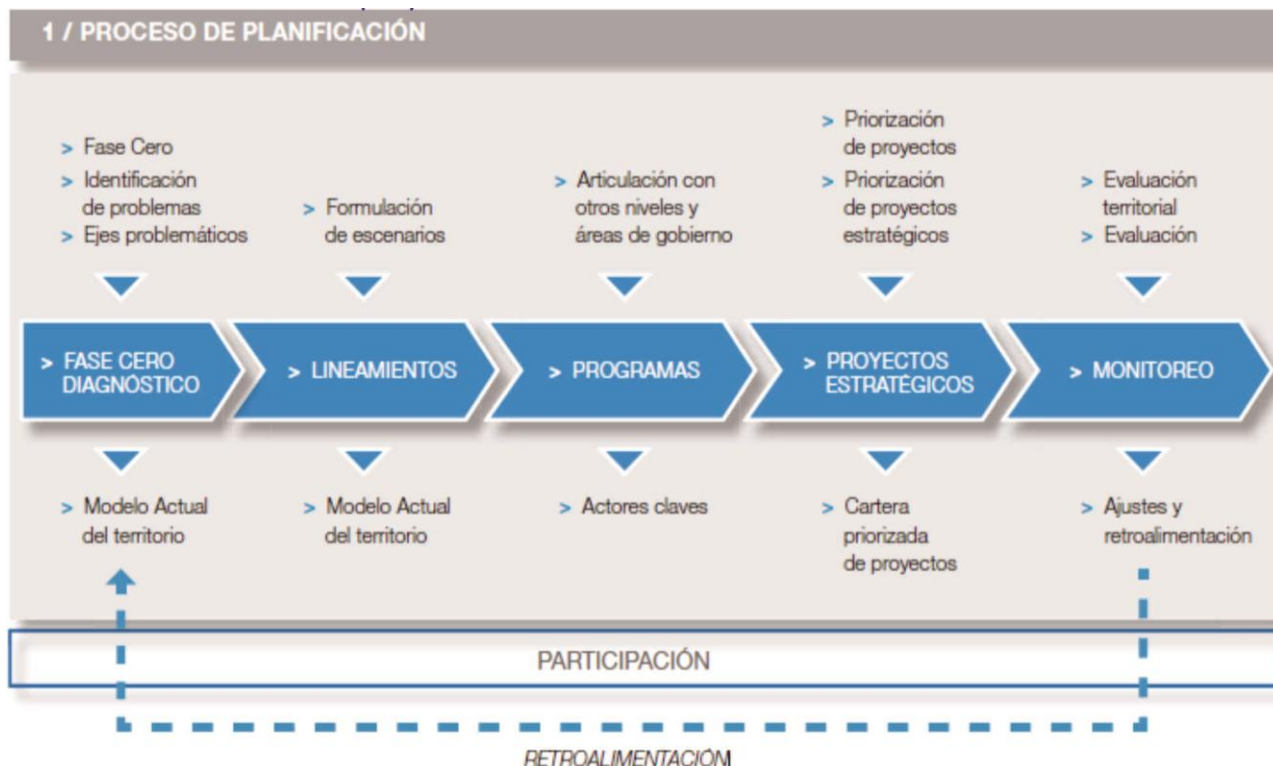 1 / PROCESO DE PLANIFICACIÓN
> Fase Cero
> Identificación
de problemas
> Ejes problemáticos
> Formulación
de escenarios
> Articulación con
otros niveles y
áreas de gobierno
> Priorización
de proyectos
> Priorización
de proyectos
estratégicos
> Evaluación
territorial
> Evaluación
> FASE CERO
DIAGNÓSTICO
> LINEAMIENTOS
> PROGRAMAS
> PROYECTOS
ESTRATÉGICOS
> MONITOREO
> Modelo Actual
del territorio
> Modelo Actual
del territorio
> Actores claves
> Cartera
priorizada
de proyectos
> Ajustes y
retroalimentación
PARTICIPACIÓN
RETROALIMENTACIÓN